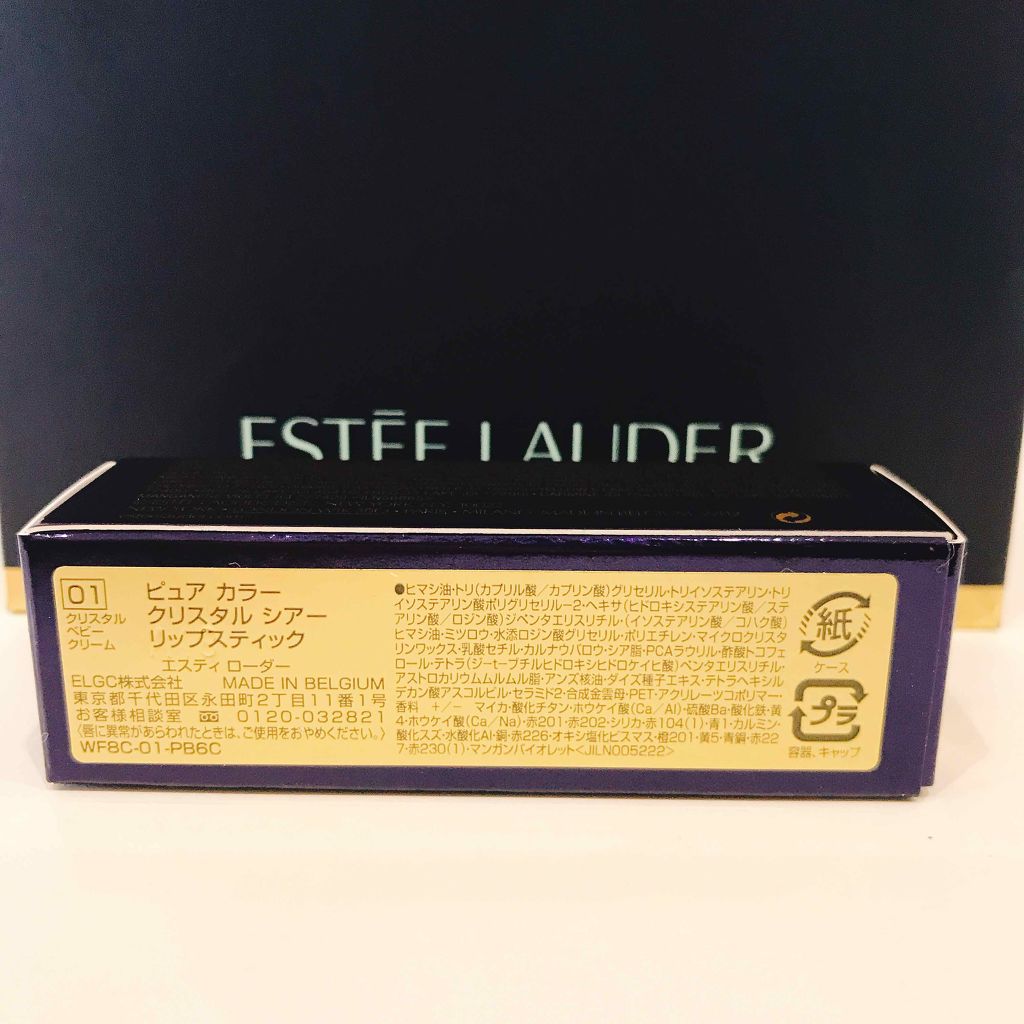 ESTĒE LAUDER
01
クリスタル
ベビー
クリーム
ピュア カラー
クリスタル シアー
リップスティック
エスティ ローダー
ELGC株式会社 MADE IN BELGIUM
東京都千代田区永田町2丁目11番1号
お客様相談室 0120-032821
〈唇に異常があらわれたときは、ご使用をおやめください。〉
WF8C-01-PB6C
●ヒマシ油・トリ(カプリル酸/カプリン酸)グリセリル・トリイソステアリン・トリ
イソステアリン酸ポリグリセリル-2・ヘキサ(ヒドロキシステアリン酸/ステ
アリン酸/ロジン酸)ジペンタエリスリチル・(イソステアリン酸/コハク酸)
ヒマシ油・ミツロウ・水添ロジン酸グリセリル・ポリエチレン・マイクロクリスタ
リンワックス・乳酸セチル・カルナウバロウ・シア脂・PCAラウリル・酢酸トコフェ
ロール・テトラ(ジ-t-ブチルヒドロキシヒドロケイヒ酸)ペンタエリスリチル・
アストロカリウムムルムル脂・アンズ核油・ダイズ種子エキス・テトラヘキシル
デカン酸アスコルビル・セラミド2・合成金雲母・PET・アクリレーツコポリマー・
香料 +/- マイカ・酸化チタン・ホウケイ酸(Ca/Al)・硫酸Ba・酸化鉄・黄
4・ホウケイ酸(Ca/Na)・赤201・赤202・シリカ・赤104(1)・青1・カルミン・
酸化スズ・水酸化Al・銅・赤226・オキシ塩化ビスマス・橙201・黄5・青銅・赤22
7・赤230(1)・マンガンバイオレット<JILN005222>
紙
ケース
プラ
容器、キャップ